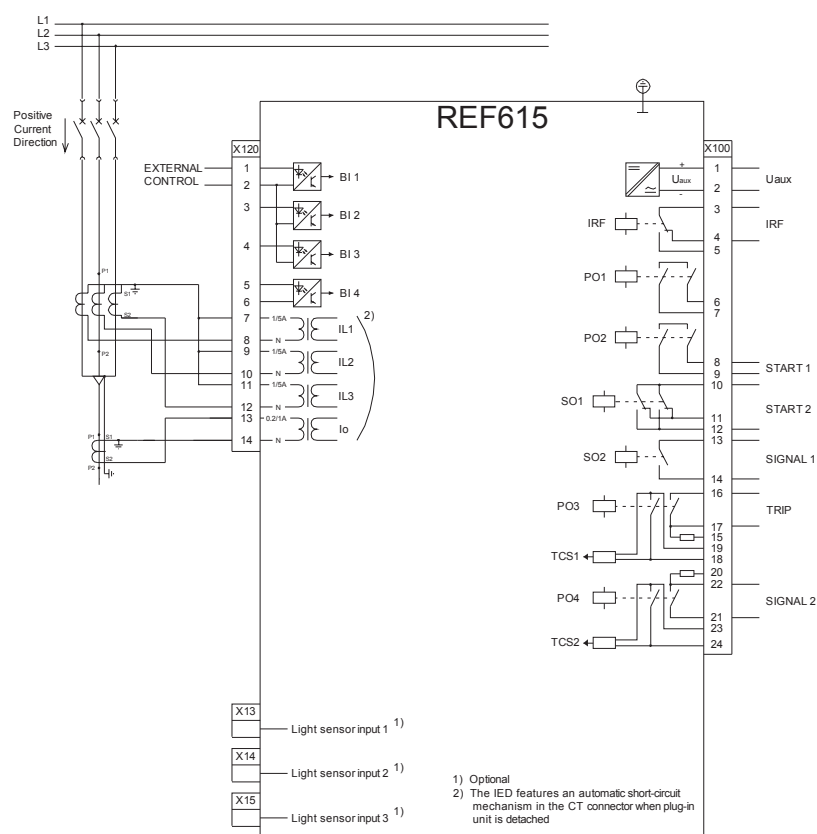 L1
L2
L3
REF615
Positive
Current
Direction
X120
X100
EXTERNAL
CONTROL
1
2
3
4
5
6
7
8
9
10
11
12
13
14
BI 1
BI 2
BI 3
BI 4
2)
1/5A
N
IL1
1/5A
N
IL2
1/5A
N
IL3
0.2/1A
N
Io
P1
S1
S2
P2
P1
S1
S2
P2
+
Uaux
-
1
2
Uaux
IRF
3
4
5
IRF
PO1
6
7
PO2
8
9
START 1
SO1
10
11
12
START 2
SO2
13
14
SIGNAL 1
PO3
16
17
15
19
18
TRIP
TCS1
PO4
20
22
21
23
24
SIGNAL 2
TCS2
X13
Light sensor input 1 1)
X14
Light sensor input 2 1)
X15
Light sensor input 3 1)
1) Optional
2) The IED features an automatic short-circuit
mechanism in the CT connector when plug-in
unit is detached